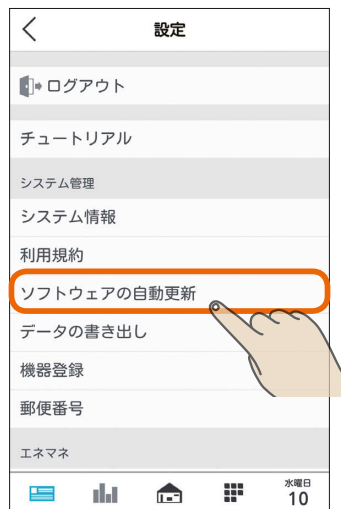 設定
ログアウト
チュートリアル
システム管理
システム情報
利用規約
ソフトウェアの自動更新
データの書き出し
機器登録
郵便番号
エネマネ
水曜日
10